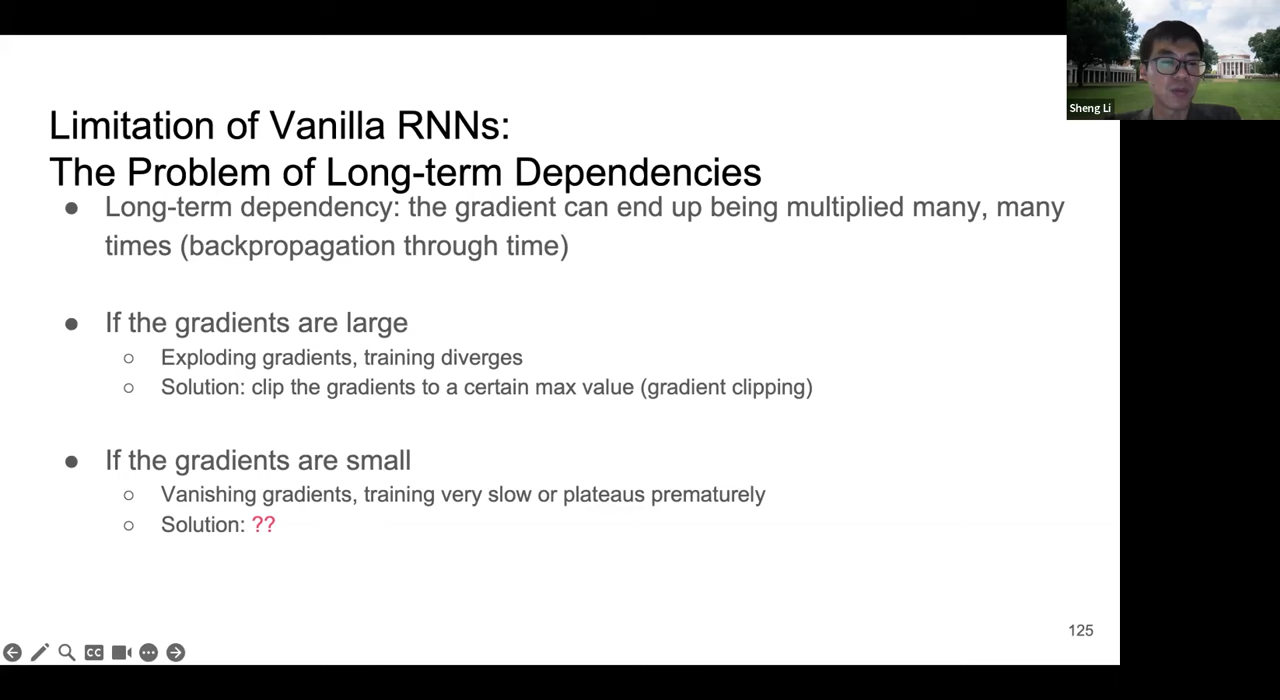 Sheng Li
Limitation of Vanilla RNNs:
The Problem of Long-term Dependencies
● Long-term dependency: the gradient can end up being multiplied many, many
times (backpropagation through time)
● If the gradients are large
○ Exploding gradients, training diverges
○ Solution: clip the gradients to a certain max value (gradient clipping)
● If the gradients are small
○ Vanishing gradients, training very slow or plateaus prematurely
○ Solution: ??
125
CC